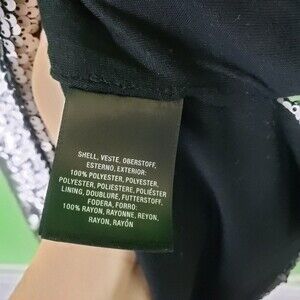 SHELL, VESTE, OBERSTOFF,
ESTERNO, EXTERIOR:
100% POLYESTER, POLYESTER,
POLYESTER, POLIESTERE, POLIÉSTER
LINING, DOUBLURE, FUTTERSTOFF,
FODERA, FORRO:
100% RAYON, RAYONNE, REYON,
RAYON, RAYÓN